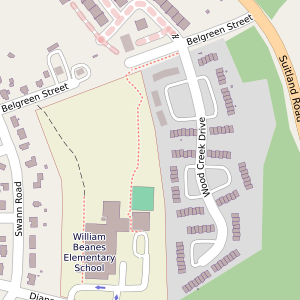 Belgreen Street
Suitland Road
Belgreen Street
Wood Creek Drive
Swann Road
William
Beanes
Elementary
School